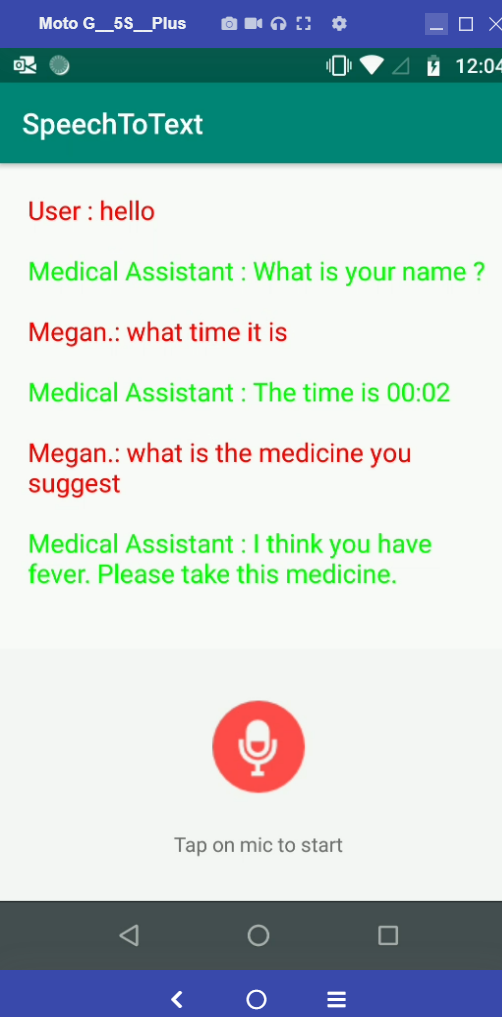 Moto G__5S__Plus
12:04
SpeechToText
User : hello
Medical Assistant : What is your name ?
Megan.: what time it is
Medical Assistant : The time is 00:02
Megan.: what is the medicine you
suggest
Medical Assistant : I think you have
fever. Please take this medicine.
Tap on mic to start